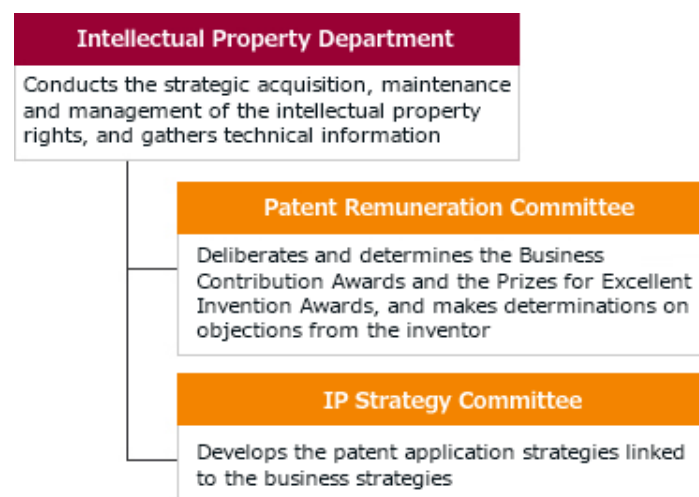 Intellectual Property Department
Conducts the strategic acquisition, maintenance
and management of the intellectual property
rights, and gathers technical information
Patent Remuneration Committee
Deliberates and determines the Business
Contribution Awards and the Prizes for Excellent
Invention Awards, and makes determinations on
objections from the inventor
IP Strategy Committee
Develops the patent application strategies linked
to the business strategies